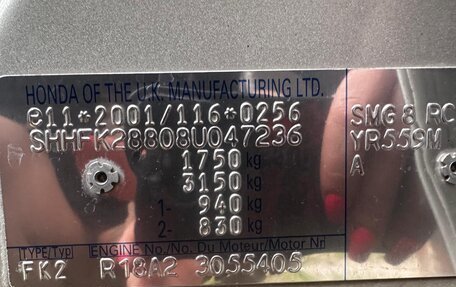 HONDA OF THE U.K. MANUFACTURING LTD.
e11*2001/116*0256 SMG 8 RC
SHHFK28808U047236 YR559M
1750 kg A
3150 kg
1- 940 kg
2- 830 kg
TYPE/Typ ENGINE No./No. Du Moteur/Motor Nr
FK2 R18A2 3055405